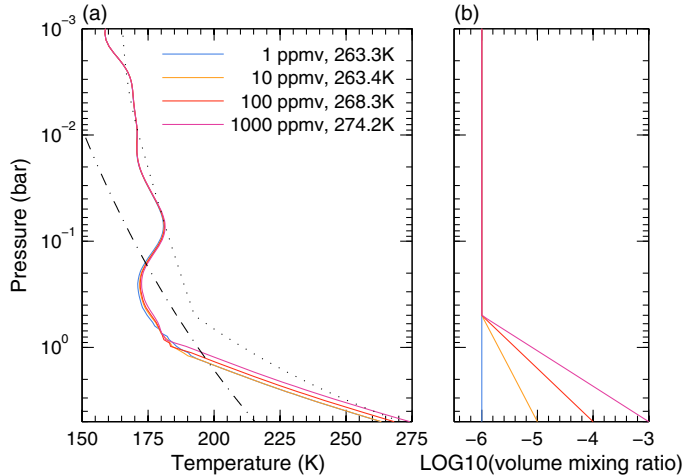 (a)
(b)
1 ppmv, 263.3K
10 ppmv, 263.4K
100 ppmv, 268.3K
1000 ppmv, 274.2K
Pressure (bar)
10⁻³
10⁻²
10⁻¹
10⁰
150 175 200 225 250 275
Temperature (K)
−6 −5 −4 −3
LOG10(volume mixing ratio)